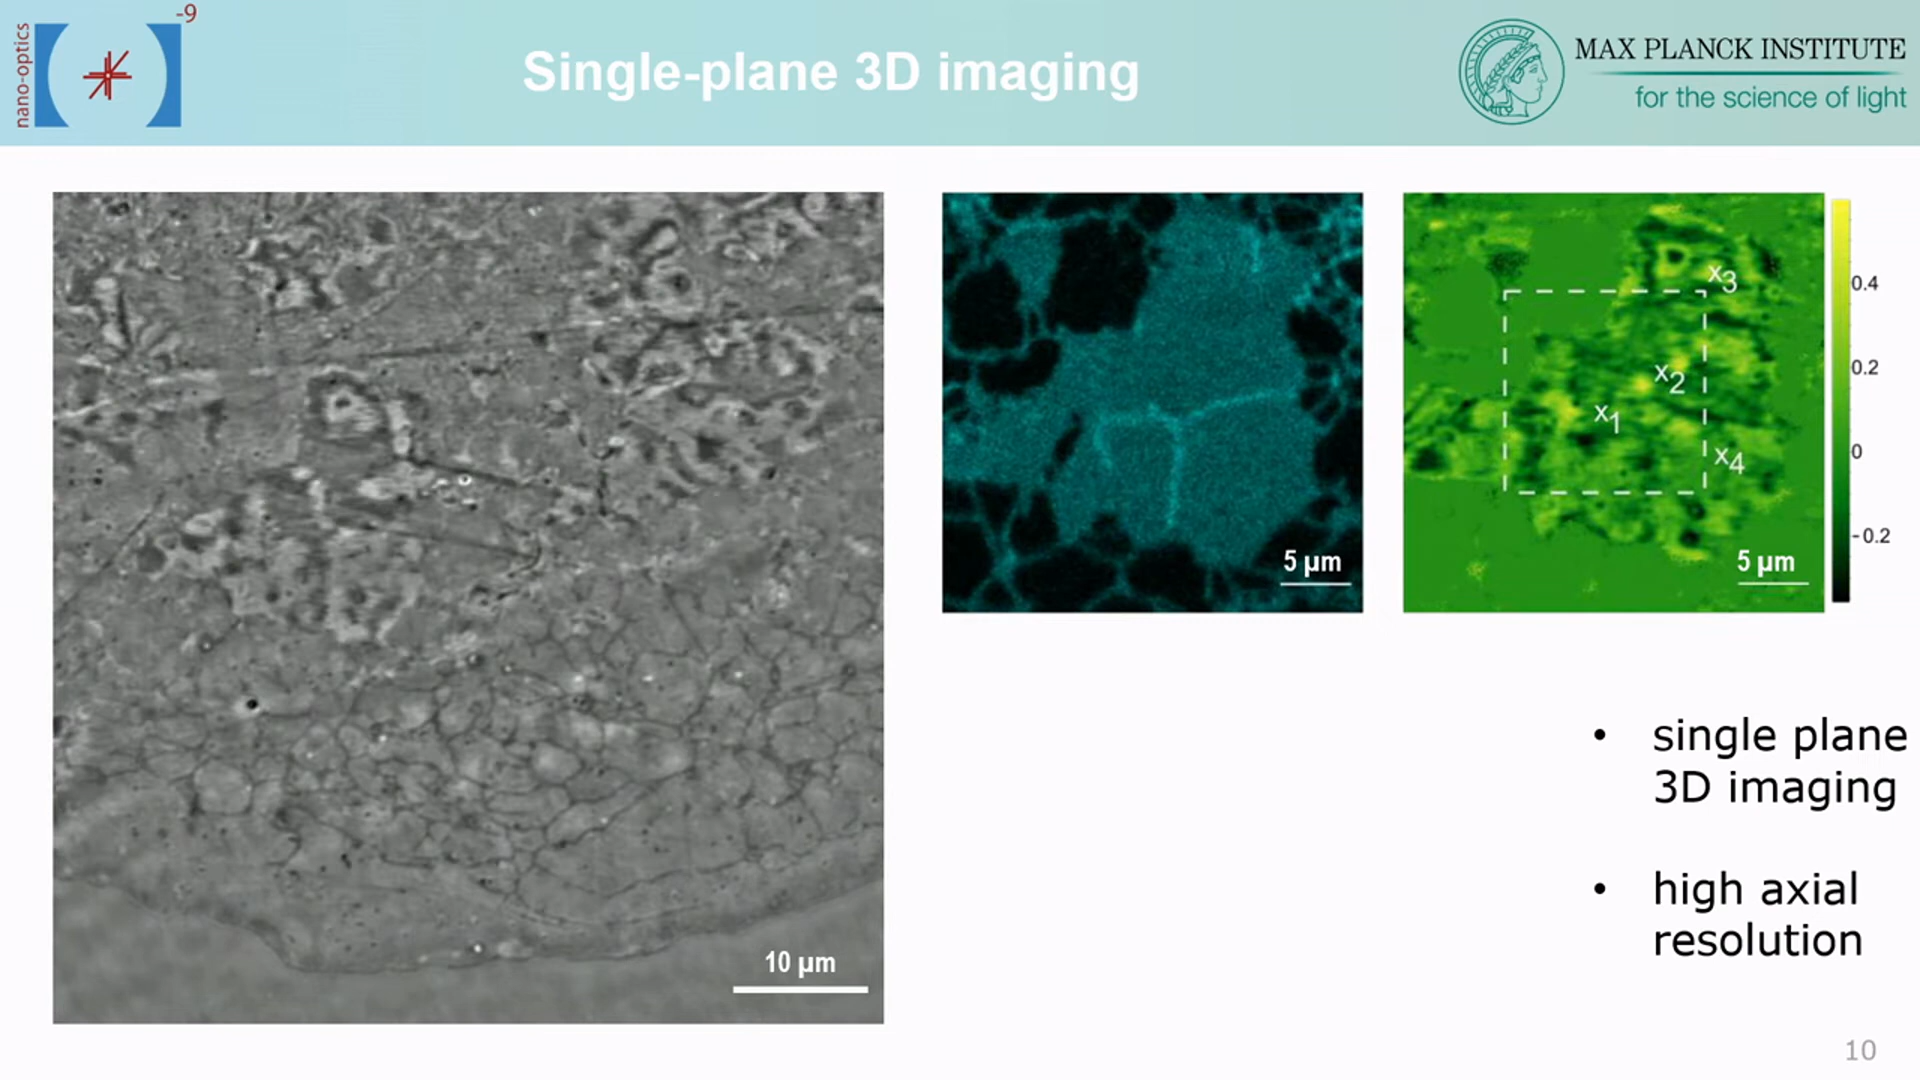 nano-optics
-9
Single-plane 3D imaging
MAX PLANCK INSTITUTE
for the science of light
10 µm
5 µm
x1
x2
x3
x4
5 µm
0.4
0.2
0
-0.2
• single plane
3D imaging
• high axial
resolution
10